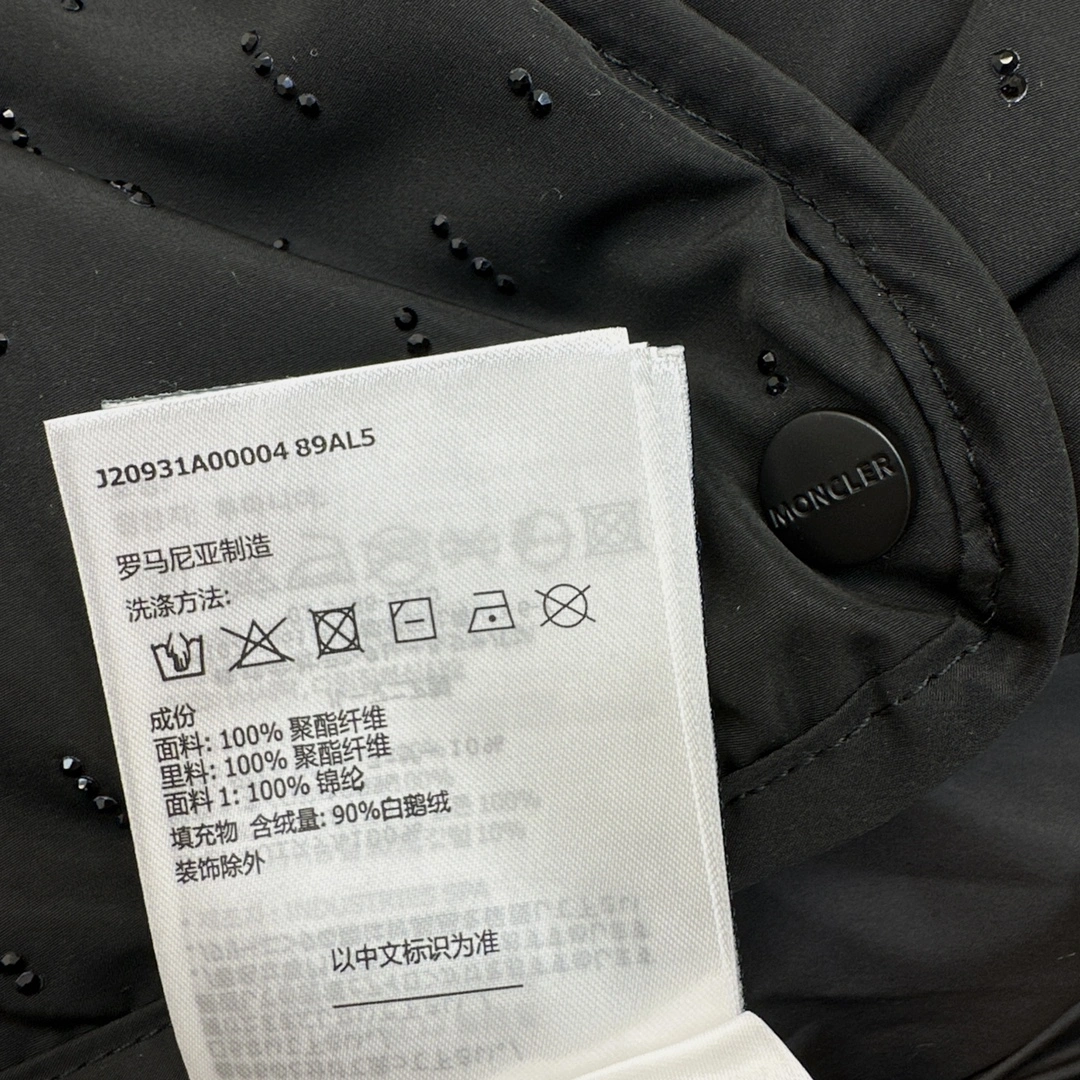 J20931A00004 89AL5
罗马尼亚制造
洗涤方法:
成份
面料: 100% 聚酯纤维
里料: 100% 聚酯纤维
面料 1: 100% 锦纶
填充物 含绒量: 90%白鹅绒
装饰除外
以中文标识为准
MONCLER